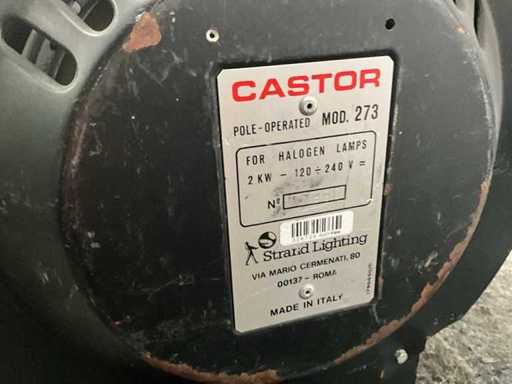 CASTOR
POLE-OPERATED MOD. 273
FOR HALOGEN LAMPS
2 KW - 120 ÷ 240 V =
Nº
Strand Lighting
VIA MARIO CERMENATI, 80
00137 - ROMA
MADE IN ITALY